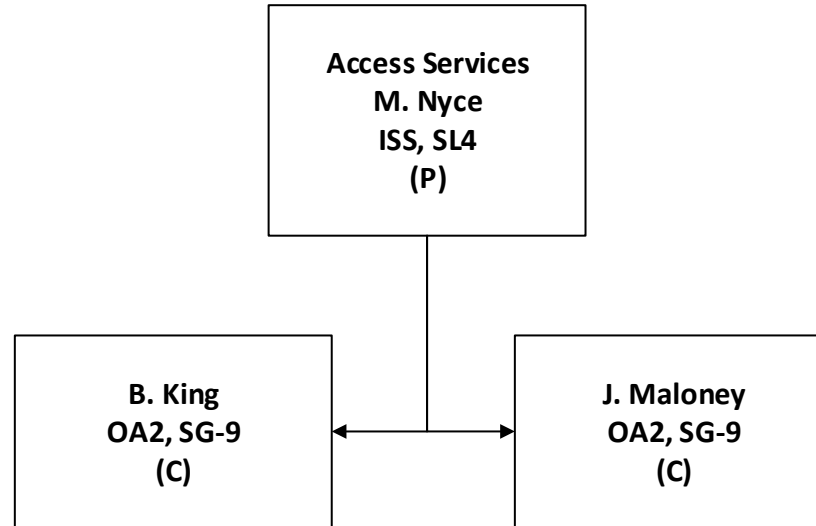 Access Services
M. Nyce
ISS, SL4
(P)
B. King
OA2, SG-9
(C)
J. Maloney
OA2, SG-9
(C)